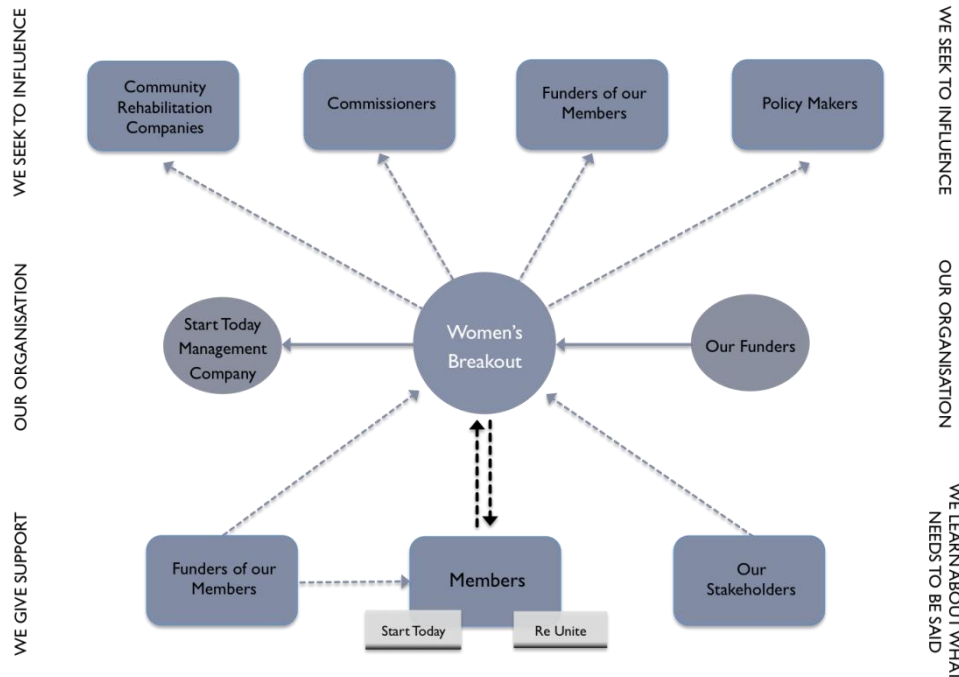 WE SEEK TO INFLUENCE
WE SEEK TO INFLUENCE
Community
Rehabilitation
Companies
Commissioners
Funders of our
Members
Policy Makers
OUR ORGANISATION
OUR ORGANISATION
Start Today
Management
Company
Women's
Breakout
Our Funders
WE GIVE SUPPORT
WE LEARN ABOUT WHAT
NEEDS TO BE SAID
Funders of our
Members
Members
Our
Stakeholders
Start Today
Re Unite